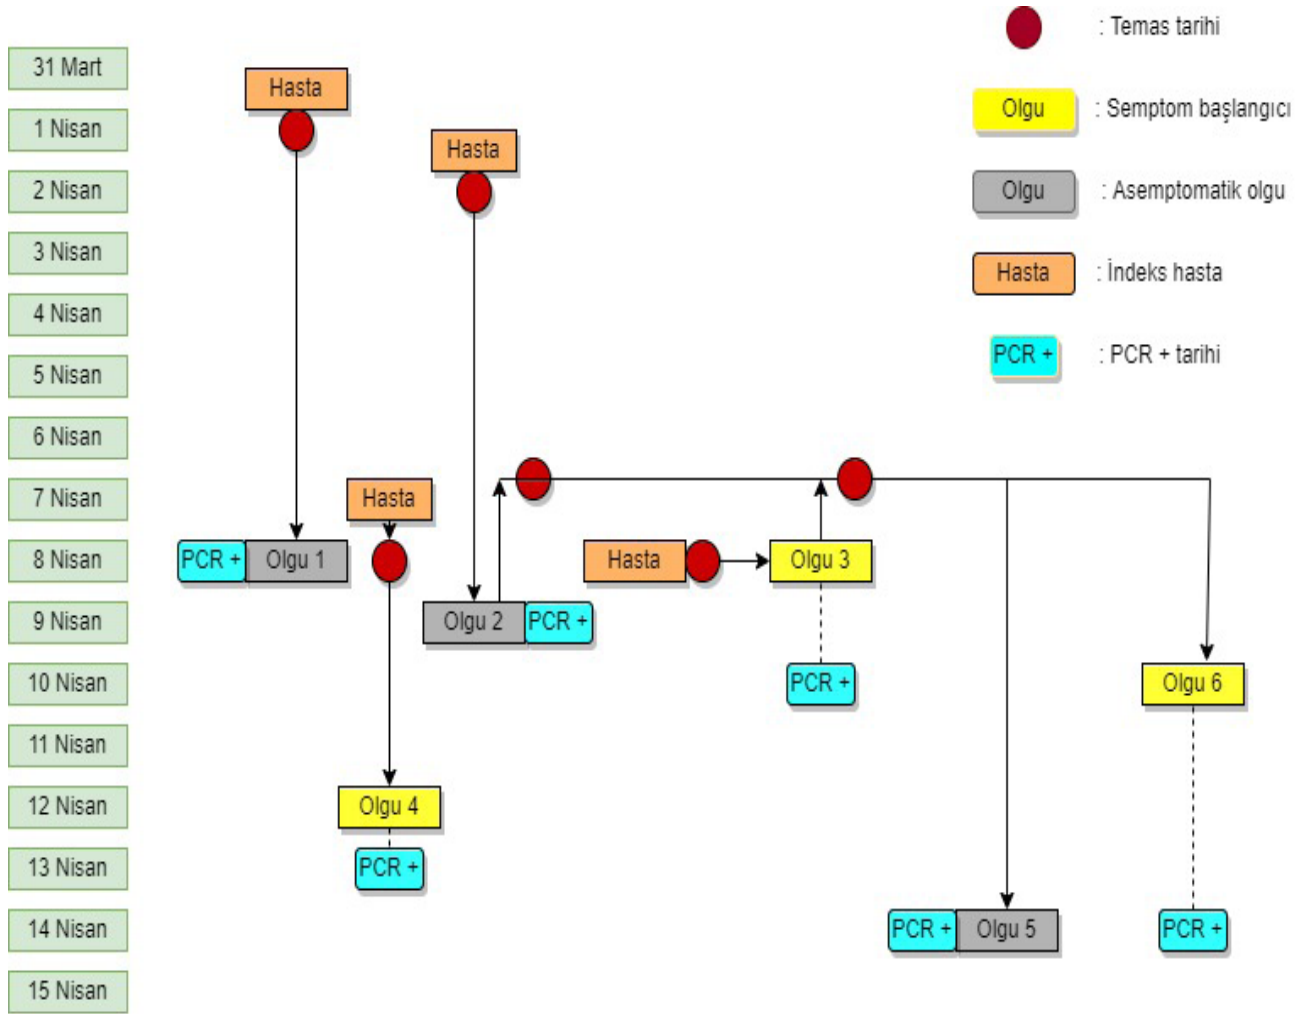 : Temas tarihi
31 Mart
Hasta
Olgu
: Semptom başlangıcı
1 Nisan
Hasta
2 Nisan
Olgu
: Asemptomatik olgu
3 Nisan
Hasta
: İndeks hasta
4 Nisan
PCR +
: PCR + tarihi
5 Nisan
6 Nisan
7 Nisan
Hasta
8 Nisan
PCR +
Olgu 1
Hasta
Olgu 3
9 Nisan
Olgu 2
PCR +
10 Nisan
PCR +
Olgu 6
11 Nisan
12 Nisan
Olgu 4
13 Nisan
PCR +
14 Nisan
PCR +
Olgu 5
PCR +
15 Nisan